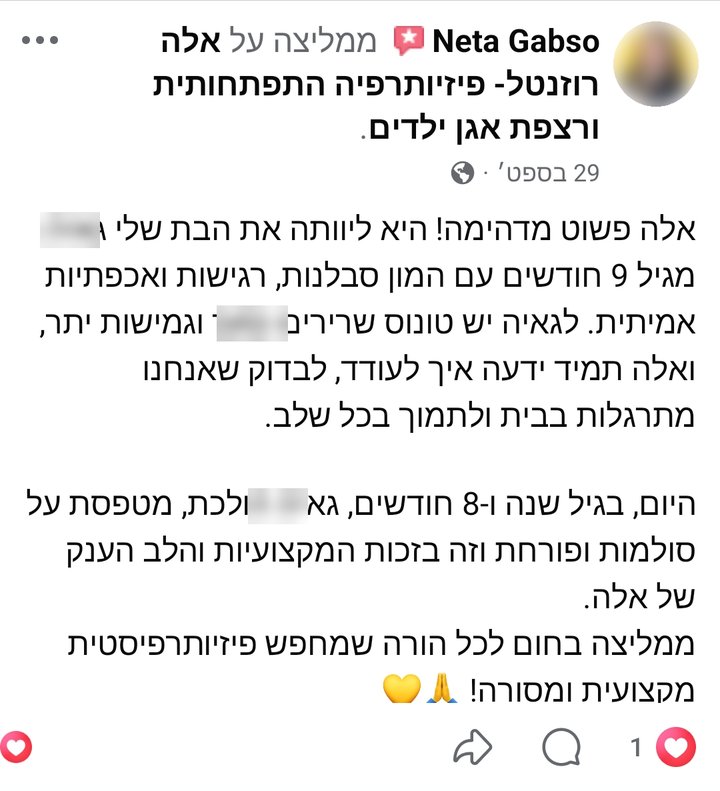 Neta Gabso ממליצה על אלה
רוזנטל- פיזיותרפיה התפתחותית
ורצפת אגן ילדים.
29 בספט׳ ·
אלה פשוט מדהימה! היא ליוותה את הבת שלי
מגיל 9 חודשים עם המון סבלנות, רגישות ואכפתיות
אמיתית. לגאיה יש טונוס שרירים וגמישות יתר,
ואלה תמיד ידעה איך לעודד, לבדוק שאנחנו
מתרגלות בבית ולתמוך בכל שלב.
היום, בגיל שנה ו-8 חודשים, גא ולכת, מטפסת על
סולמות ופורחת וזה בזכות המקצועיות והלב הענק
של אלה.
ממליצה בחום לכל הורה שמחפש פיזיותרפיסטית
מקצועית ומסורה! 🙏💛
1